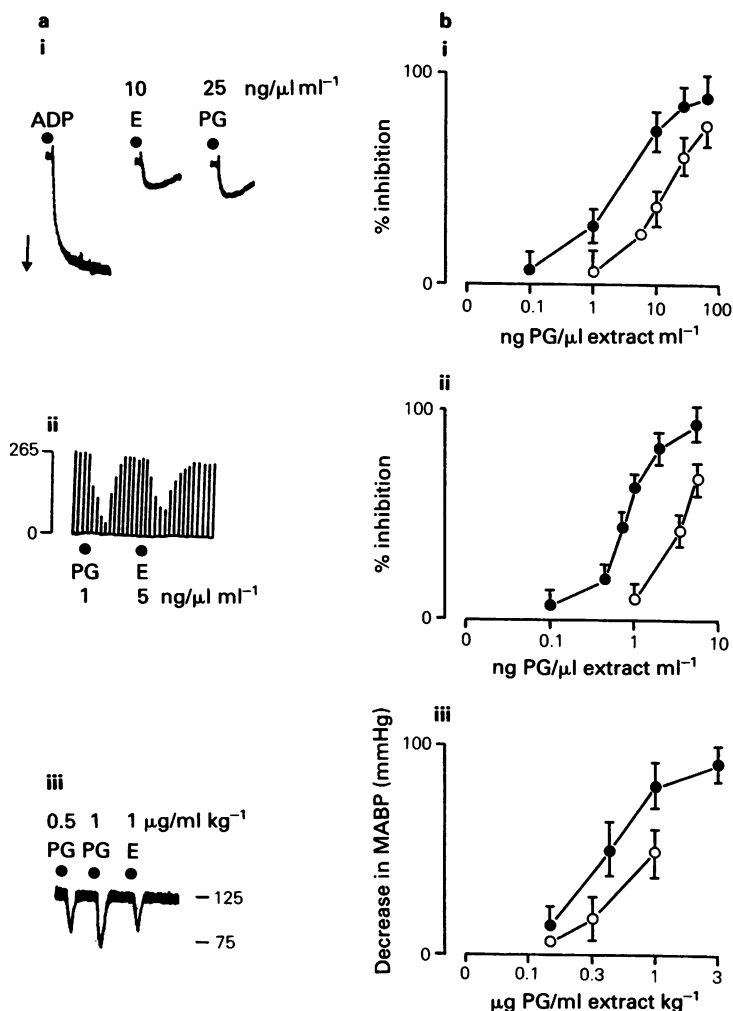 a
i
10 25 ng/μl ml⁻¹
ADP E PG
ii
265
0
PG E
1 5 ng/μl ml⁻¹
iii
0.5 1 1 μg/ml kg⁻¹
PG PG E
– 125
– 75
b
i
100
% inhibition
0
0 0.1 1 10 100
ng PG/μl extract ml⁻¹
ii
100
% inhibition
0
0 0.1 1 10
ng PG/μl extract ml⁻¹
iii
100
Decrease in MABP (mmHg)
0
0 0.1 0.3 1 3
μg PG/ml extract kg⁻¹